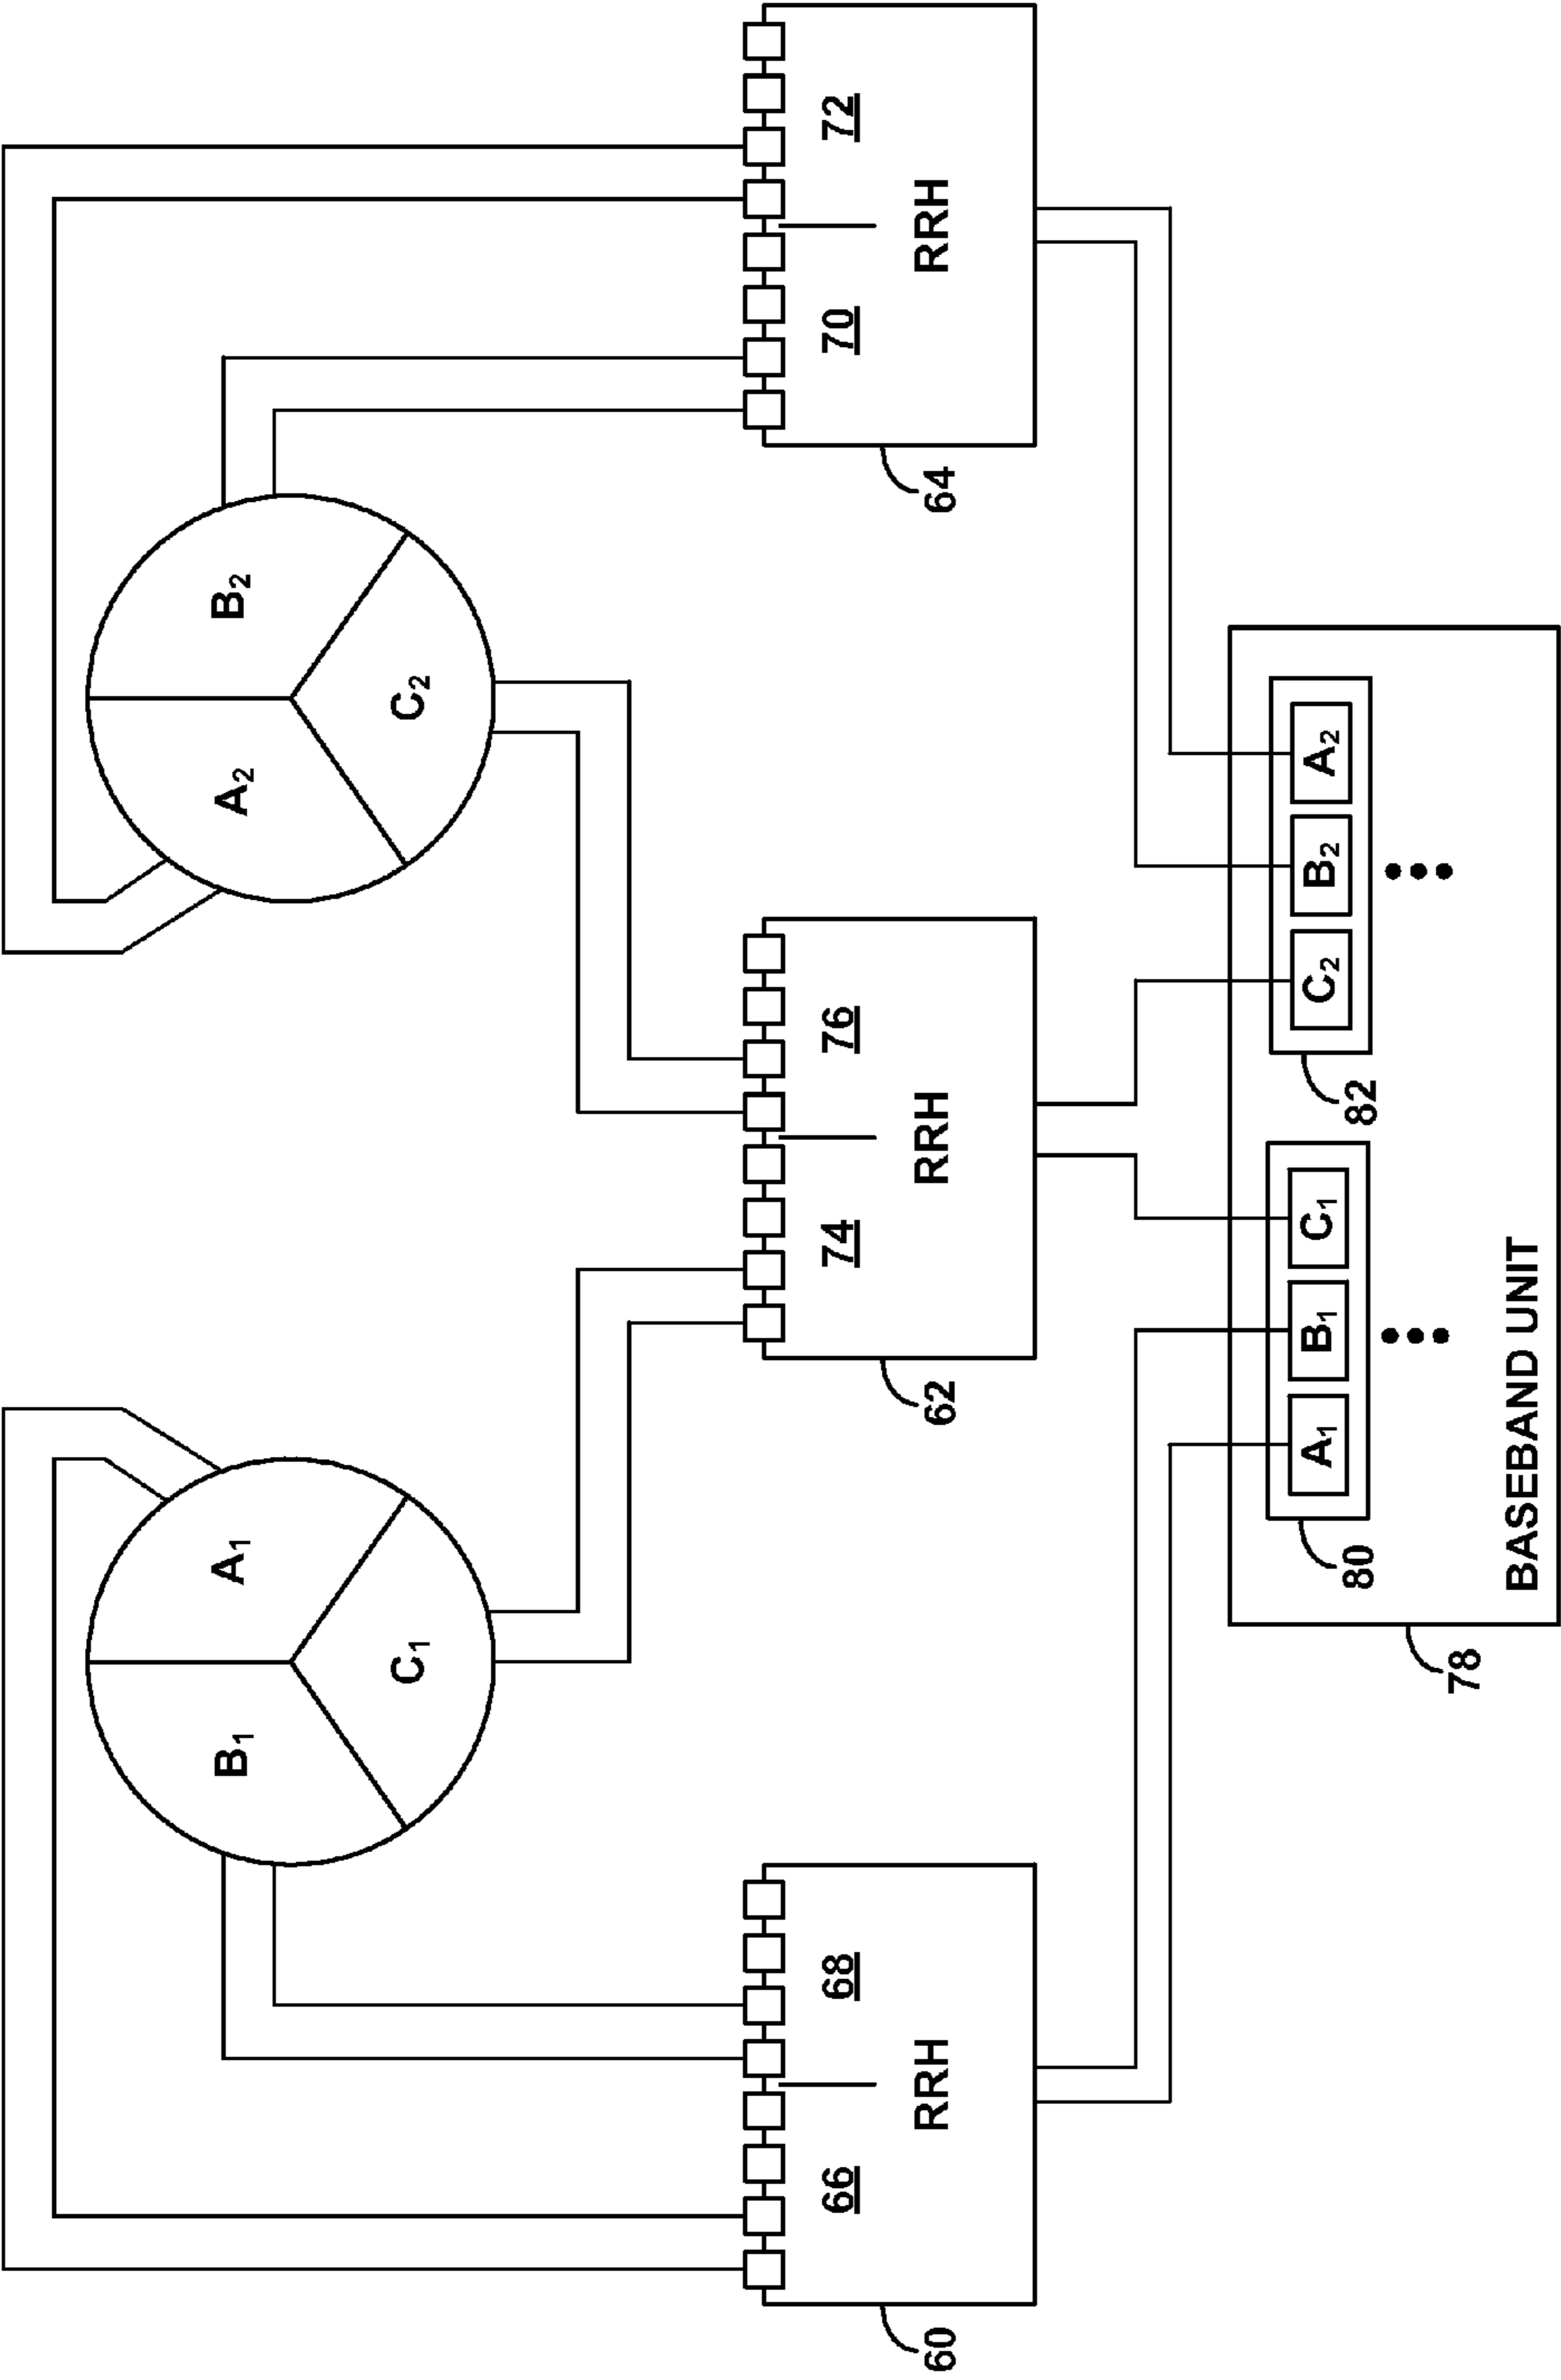 B₁
A₁
C₁
A₂
B₂
C₂
66
68
RRH
60
74
76
RRH
62
70
72
RRH
64
A₁
B₁
C₁
80
C₂
B₂
A₂
82
BASEBAND UNIT
78